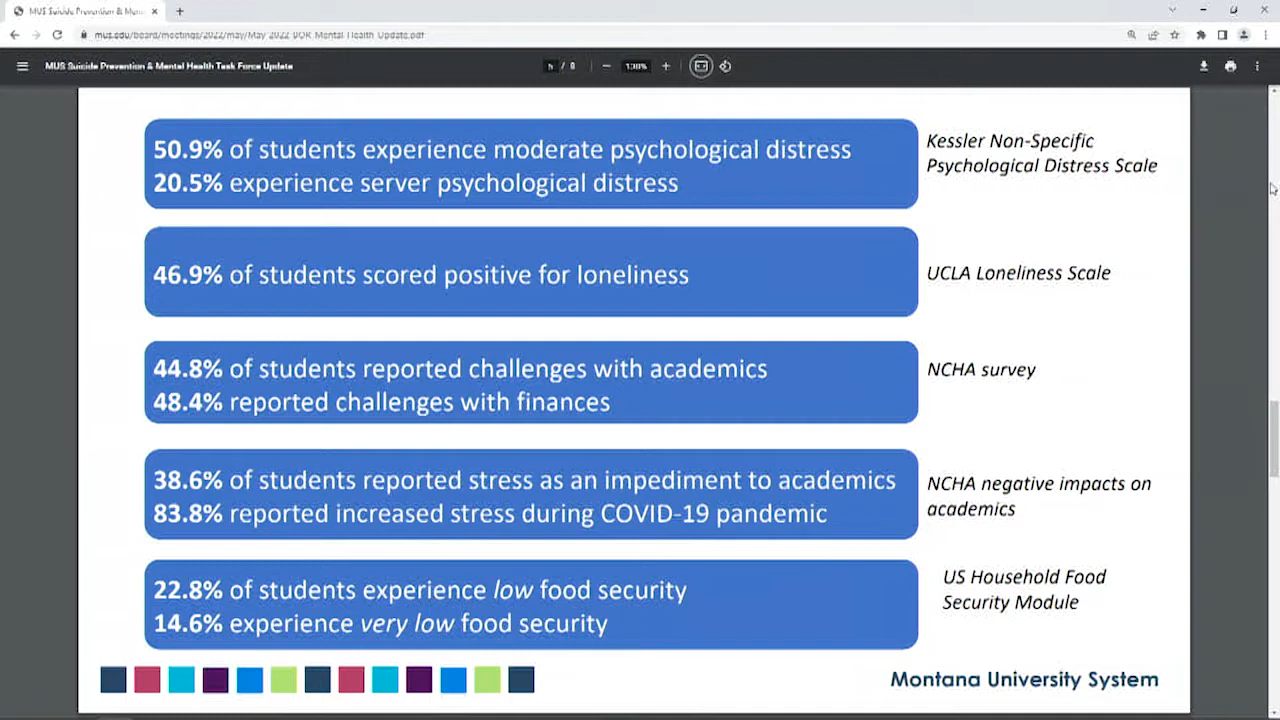 MUS Suicide Prevention & Men
mus.edu/board/meetings/2022/may/May-2022_BOR_Mental-Health_Update.pdf
MUS Suicide Prevention & Mental Health Task Force Update
5 / 8
130%
50.9% of students experience moderate psychological distress
20.5% experience server psychological distress
Kessler Non-Specific
Psychological Distress Scale
46.9% of students scored positive for loneliness
UCLA Loneliness Scale
44.8% of students reported challenges with academics
48.4% reported challenges with finances
NCHA survey
38.6% of students reported stress as an impediment to academics
83.8% reported increased stress during COVID-19 pandemic
NCHA negative impacts on
academics
22.8% of students experience low food security
14.6% experience very low food security
US Household Food
Security Module
Montana University System